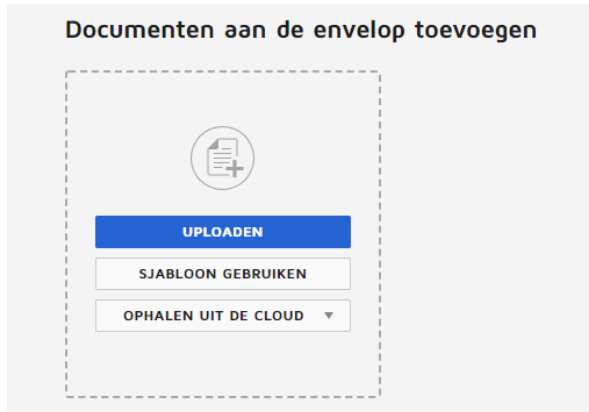 Documenten aan de envelop toevoegen
UPLOADEN
SJABLOON GEBRUIKEN
OPHALEN UIT DE CLOUD